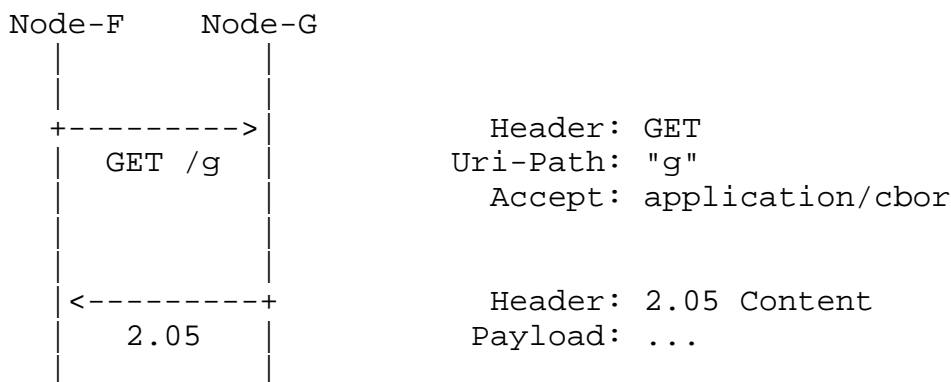 Node-F Node-G
| |
| |
+--------->| Header: GET
| GET /g | Uri-Path: "g"
| | Accept: application/cbor
| |
| |
|<---------+ Header: 2.05 Content
| 2.05 | Payload: ...
| |